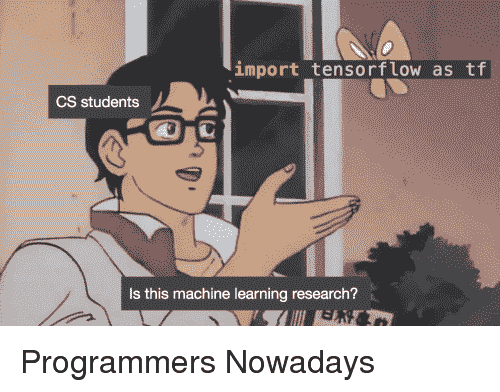 import tensorflow as tf
CS students
Is this machine learning research?
Programmers Nowadays